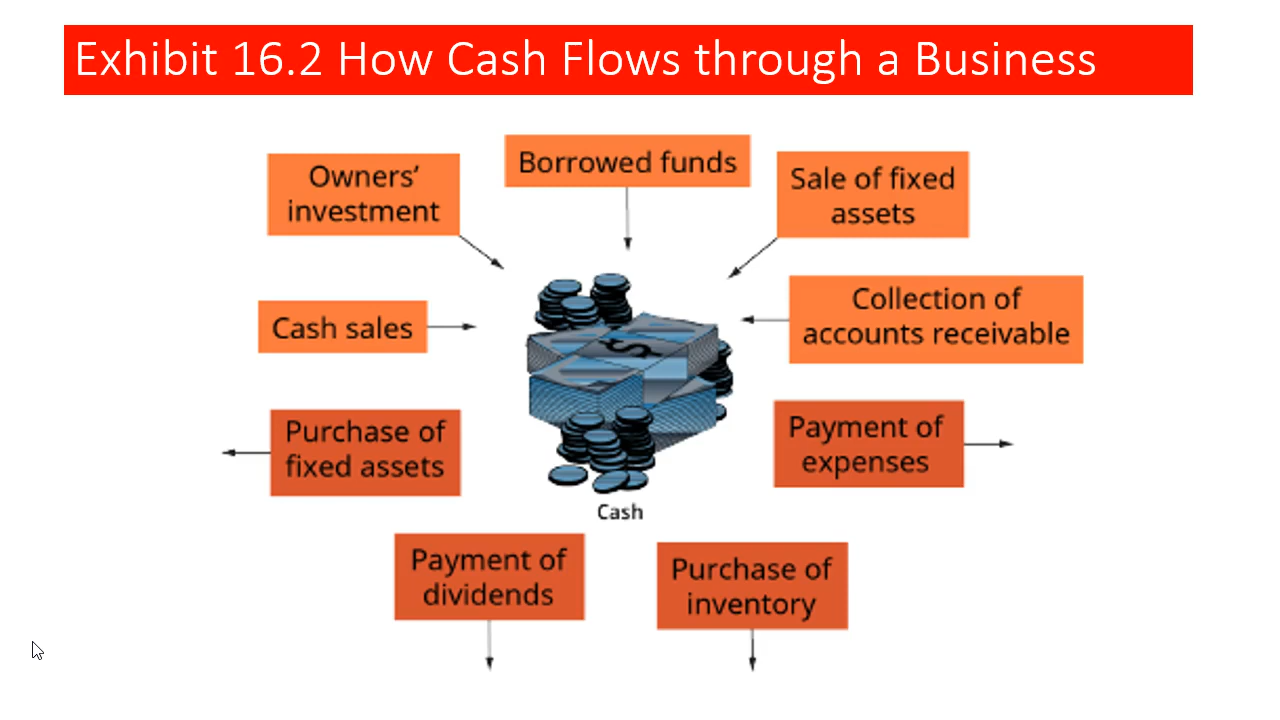 Exhibit 16.2 How Cash Flows through a Business
Borrowed funds
Owners’
investment
Sale of fixed
assets
Cash sales
Collection of
accounts receivable
$
Purchase of
fixed assets
Payment of
expenses
Cash
Payment of
dividends
Purchase of
inventory